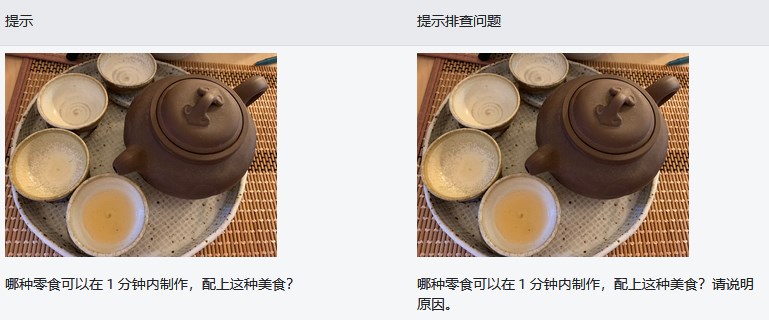 提示
提示排查问题
哪种零食可以在 1 分钟内制作，配上这种美食？
哪种零食可以在 1 分钟内制作，配上这种美食？请说明
原因。